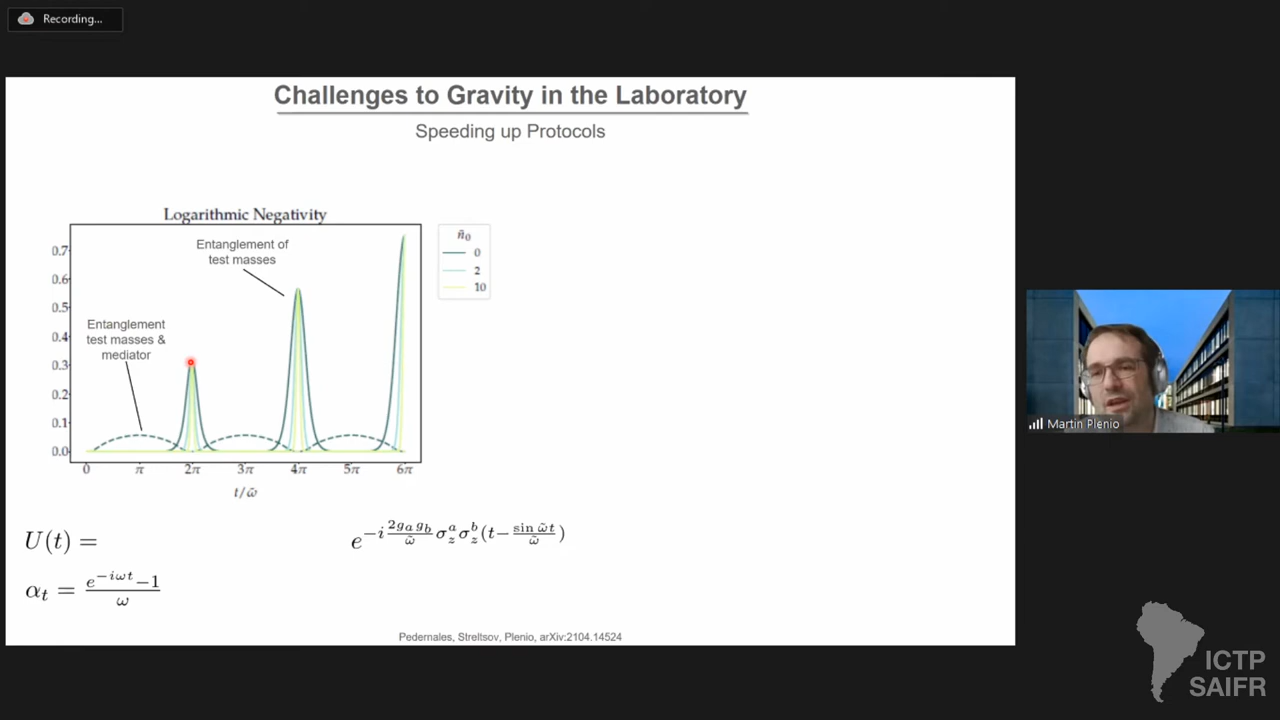 Recording...
Challenges to Gravity in the Laboratory
Speeding up Protocols
Logarithmic Negativity
Entanglement of
test masses
Entanglement
test masses &
mediator
0.7
0.6
0.5
0.4
0.3
0.2
0.1
0.0
0 π 2π 3π 4π 5π 6π
t/ω̃
n̄₀
0
2
10
U(t) = e^{-i \frac{2g_a g_b}{ω̃} σ_z^a σ_z^b (t - \frac{\sin ω̃t}{ω̃})}
α_t = \frac{e^{-iωt} - 1}{ω}
Pedernales, Streltsov, Plenio, arXiv:2104.14524
Martin Plenio
ICTP
SAIFR